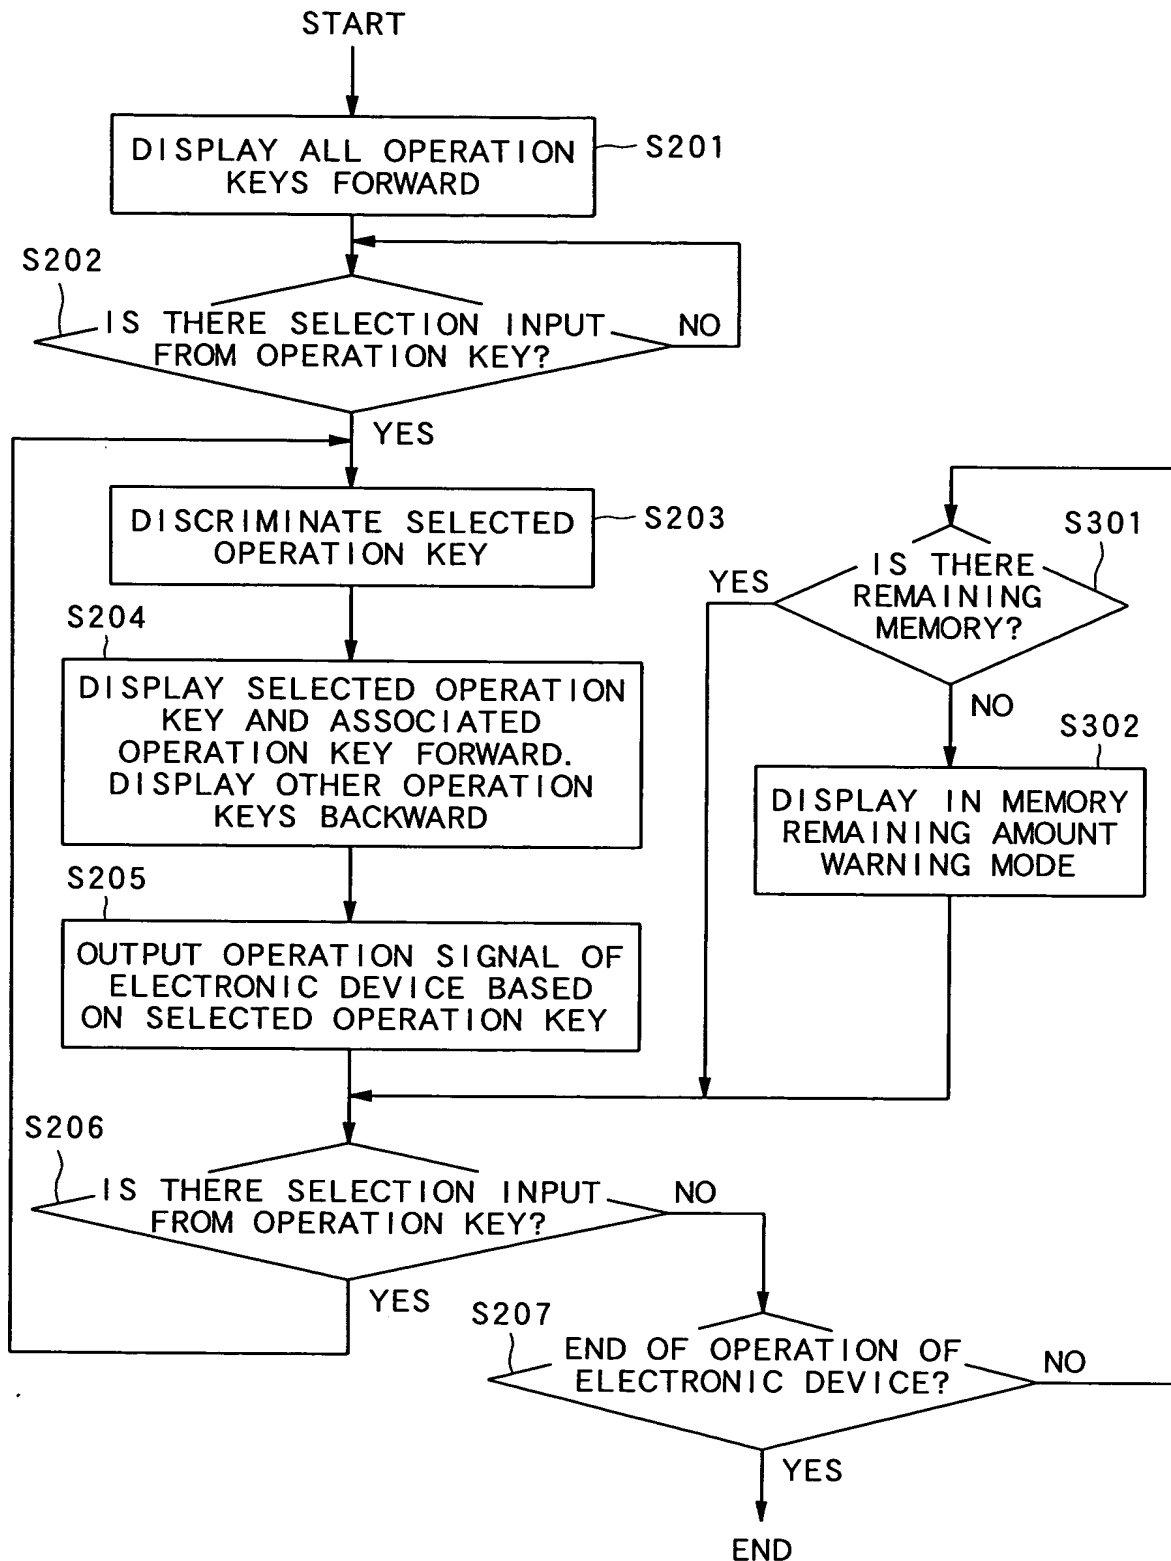 START
DISPLAY ALL OPERATION
KEYS FORWARD
S201
S202
IS THERE SELECTION INPUT
FROM OPERATION KEY?
NO
YES
DISCRIMINATE SELECTED
OPERATION KEY
S203
S204
DISPLAY SELECTED OPERATION
KEY AND ASSOCIATED
OPERATION KEY FORWARD.
DISPLAY OTHER OPERATION
KEYS BACKWARD
S205
OUTPUT OPERATION SIGNAL OF
ELECTRONIC DEVICE BASED
ON SELECTED OPERATION KEY
S301
YES
IS THERE
REMAINING
MEMORY?
NO
S302
DISPLAY IN MEMORY
REMAINING AMOUNT
WARNING MODE
S206
IS THERE SELECTION INPUT
FROM OPERATION KEY?
NO
YES
S207
END OF OPERATION OF
ELECTRONIC DEVICE?
NO
YES
END